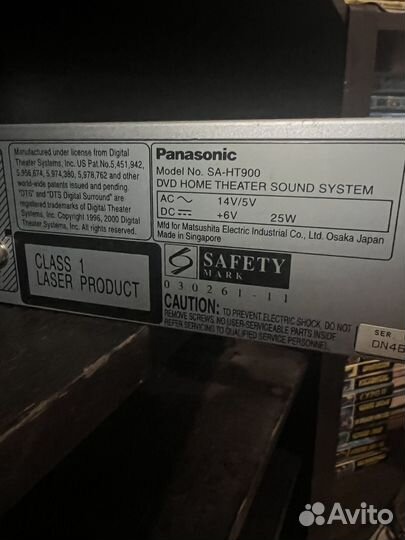 Manufactured under license from Digital
Theater Systems, Inc. US Pat.No.5,451,942,
5,956,674, 5,974,380, 5,978,762 and other
world-wide patents issued and pending.
"DTS" and "DTS Digital Surround" are
registered trademarks of Digital Theater
Systems, Inc. Copyright 1996, 2000 Digital
Theater Systems, Inc. All rights reserved.
Panasonic
Model No. SA-HT900
DVD HOME THEATER SOUND SYSTEM
AC 14V/5V
DC +6V 25W
Mfd for Matsushita Electric Industrial Co., Ltd. Osaka Japan
Made in Singapore
CLASS 1
LASER PRODUCT
SAFETY
MARK
030261-11
CAUTION: TO PREVENT ELECTRIC SHOCK, DO NOT
REMOVE SCREWS. NO USER-SERVICEABLE PARTS INSIDE.
REFER SERVICING TO QUALIFIED SERVICE PERSONNEL.
SER
DN4
Avito